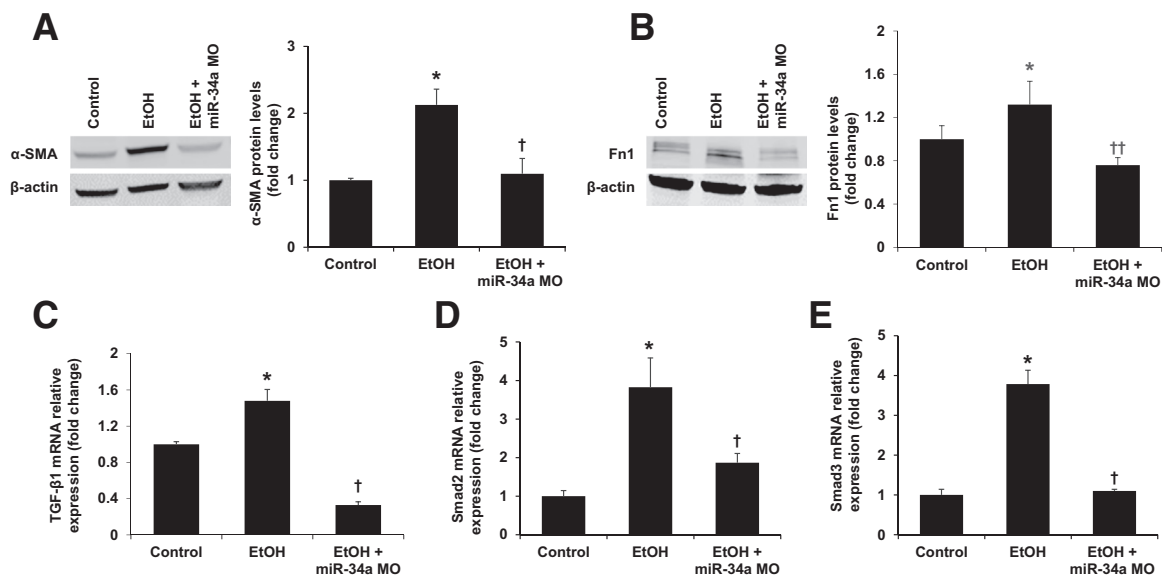 A
Control
EtOH
EtOH +
miR-34a MO
α-SMA
β-actin
α-SMA protein levels
(fold change)
3
2
1
0
*
†
Control
EtOH
EtOH +
miR-34a MO
B
Control
EtOH
EtOH +
miR-34a MO
Fn1
β-actin
Fn1 protein levels
(fold change)
2
1.6
1.2
0.8
0.4
0
*
††
Control
EtOH
EtOH +
miR-34a MO
C
TGF-β1 mRNA relative
expression (fold change)
2
1.6
1.2
0.8
0.4
0
*
†
Control
EtOH
EtOH +
miR-34a MO
D
Smad2 mRNA relative
expression (fold change)
5
4
3
2
1
0
*
†
Control
EtOH
EtOH +
miR-34a MO
E
Smad3 mRNA relative
expression (fold change)
5
4
3
2
1
0
*
†
Control
EtOH
EtOH +
miR-34a MO